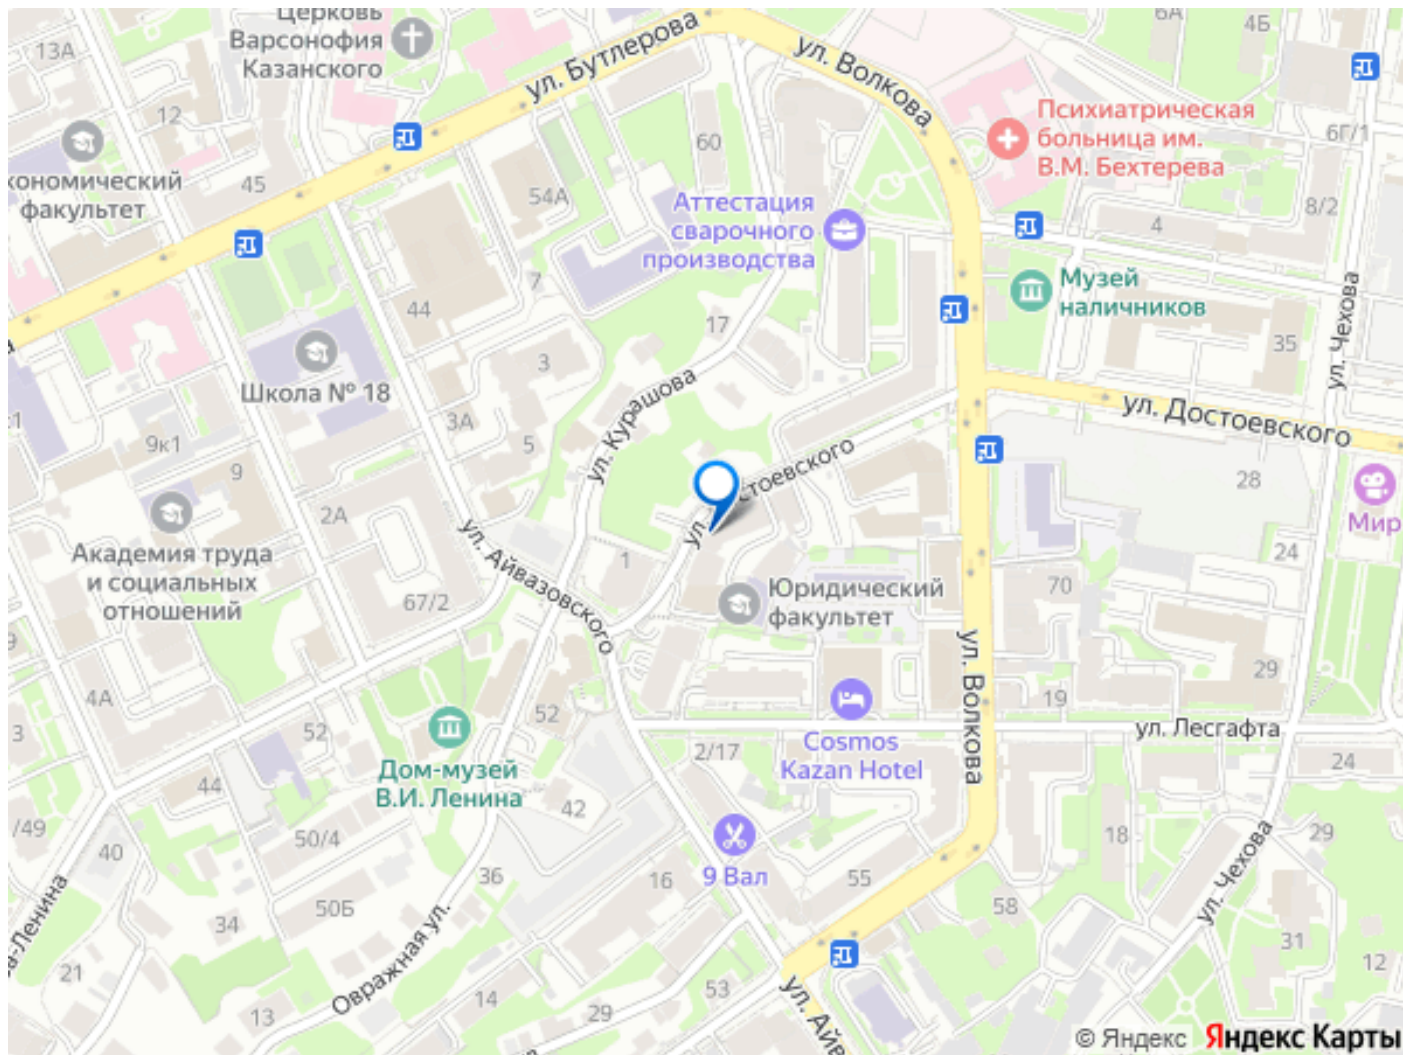 Церковь
Варсонофия
Казанского
13А
12
ул. Бутлерова
ул. Волкова
6А
4Б
Психиатрическая
больница им.
В.М. Бехтерева
6Г/1
60
кономический
факультет
45
54А
Аттестация
сварочного
производства
8/2
4
Музей
наличников
7
44
17
ул. Чехова
35
Школа № 18
3
ул. Курашова
3А
5
9к1
9
ул. Достоевского
28
2А
Мир
24
ул. Айвазовского
Академия труда
и социальных
отношений
1
67/2
Юридический
факультет
70
ул. Волкова
4А
29
19
52
52
3
ул. Лесгафта
Cosmos
Kazan Hotel
2/17
24
Дом-музей
В.И. Ленина
44
42
/49
50/4
40
18
29
9 Вал
16
55
36
ул. Чехова
50Б
34
58
31
12
Овражная ул.
21
14
53
13
29
© Яндекс
Яндекс Карты